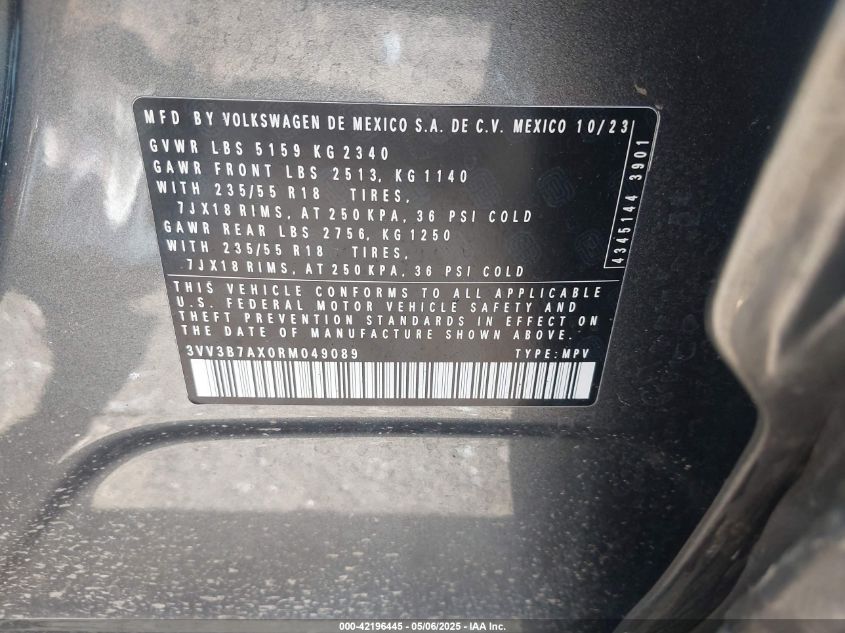 MFD BY VOLKSWAGEN DE MEXICO S.A. DE C.V. MEXICO 10/23
GVWR LBS 5159 KG 2340
GAWR FRONT LBS 2513, KG 1140
WITH 235/55 R18 TIRES,
7JX18 RIMS, AT 250 KPA, 36 PSI COLD
GAWR REAR LBS 2756, KG 1250
WITH 235/55 R18 TIRES,
7JX18 RIMS, AT 250 KPA, 36 PSI COLD
4345144 3901
THIS VEHICLE CONFORMS TO ALL APPLICABLE
U.S. FEDERAL MOTOR VEHICLE SAFETY AND
THEFT PREVENTION STANDARDS IN EFFECT ON
THE DATE OF MANUFACTURE SHOWN ABOVE.
3VV3B7AX0RM049089 TYPE: MPV
000-42196445 - 05/06/2025 - IAA Inc.